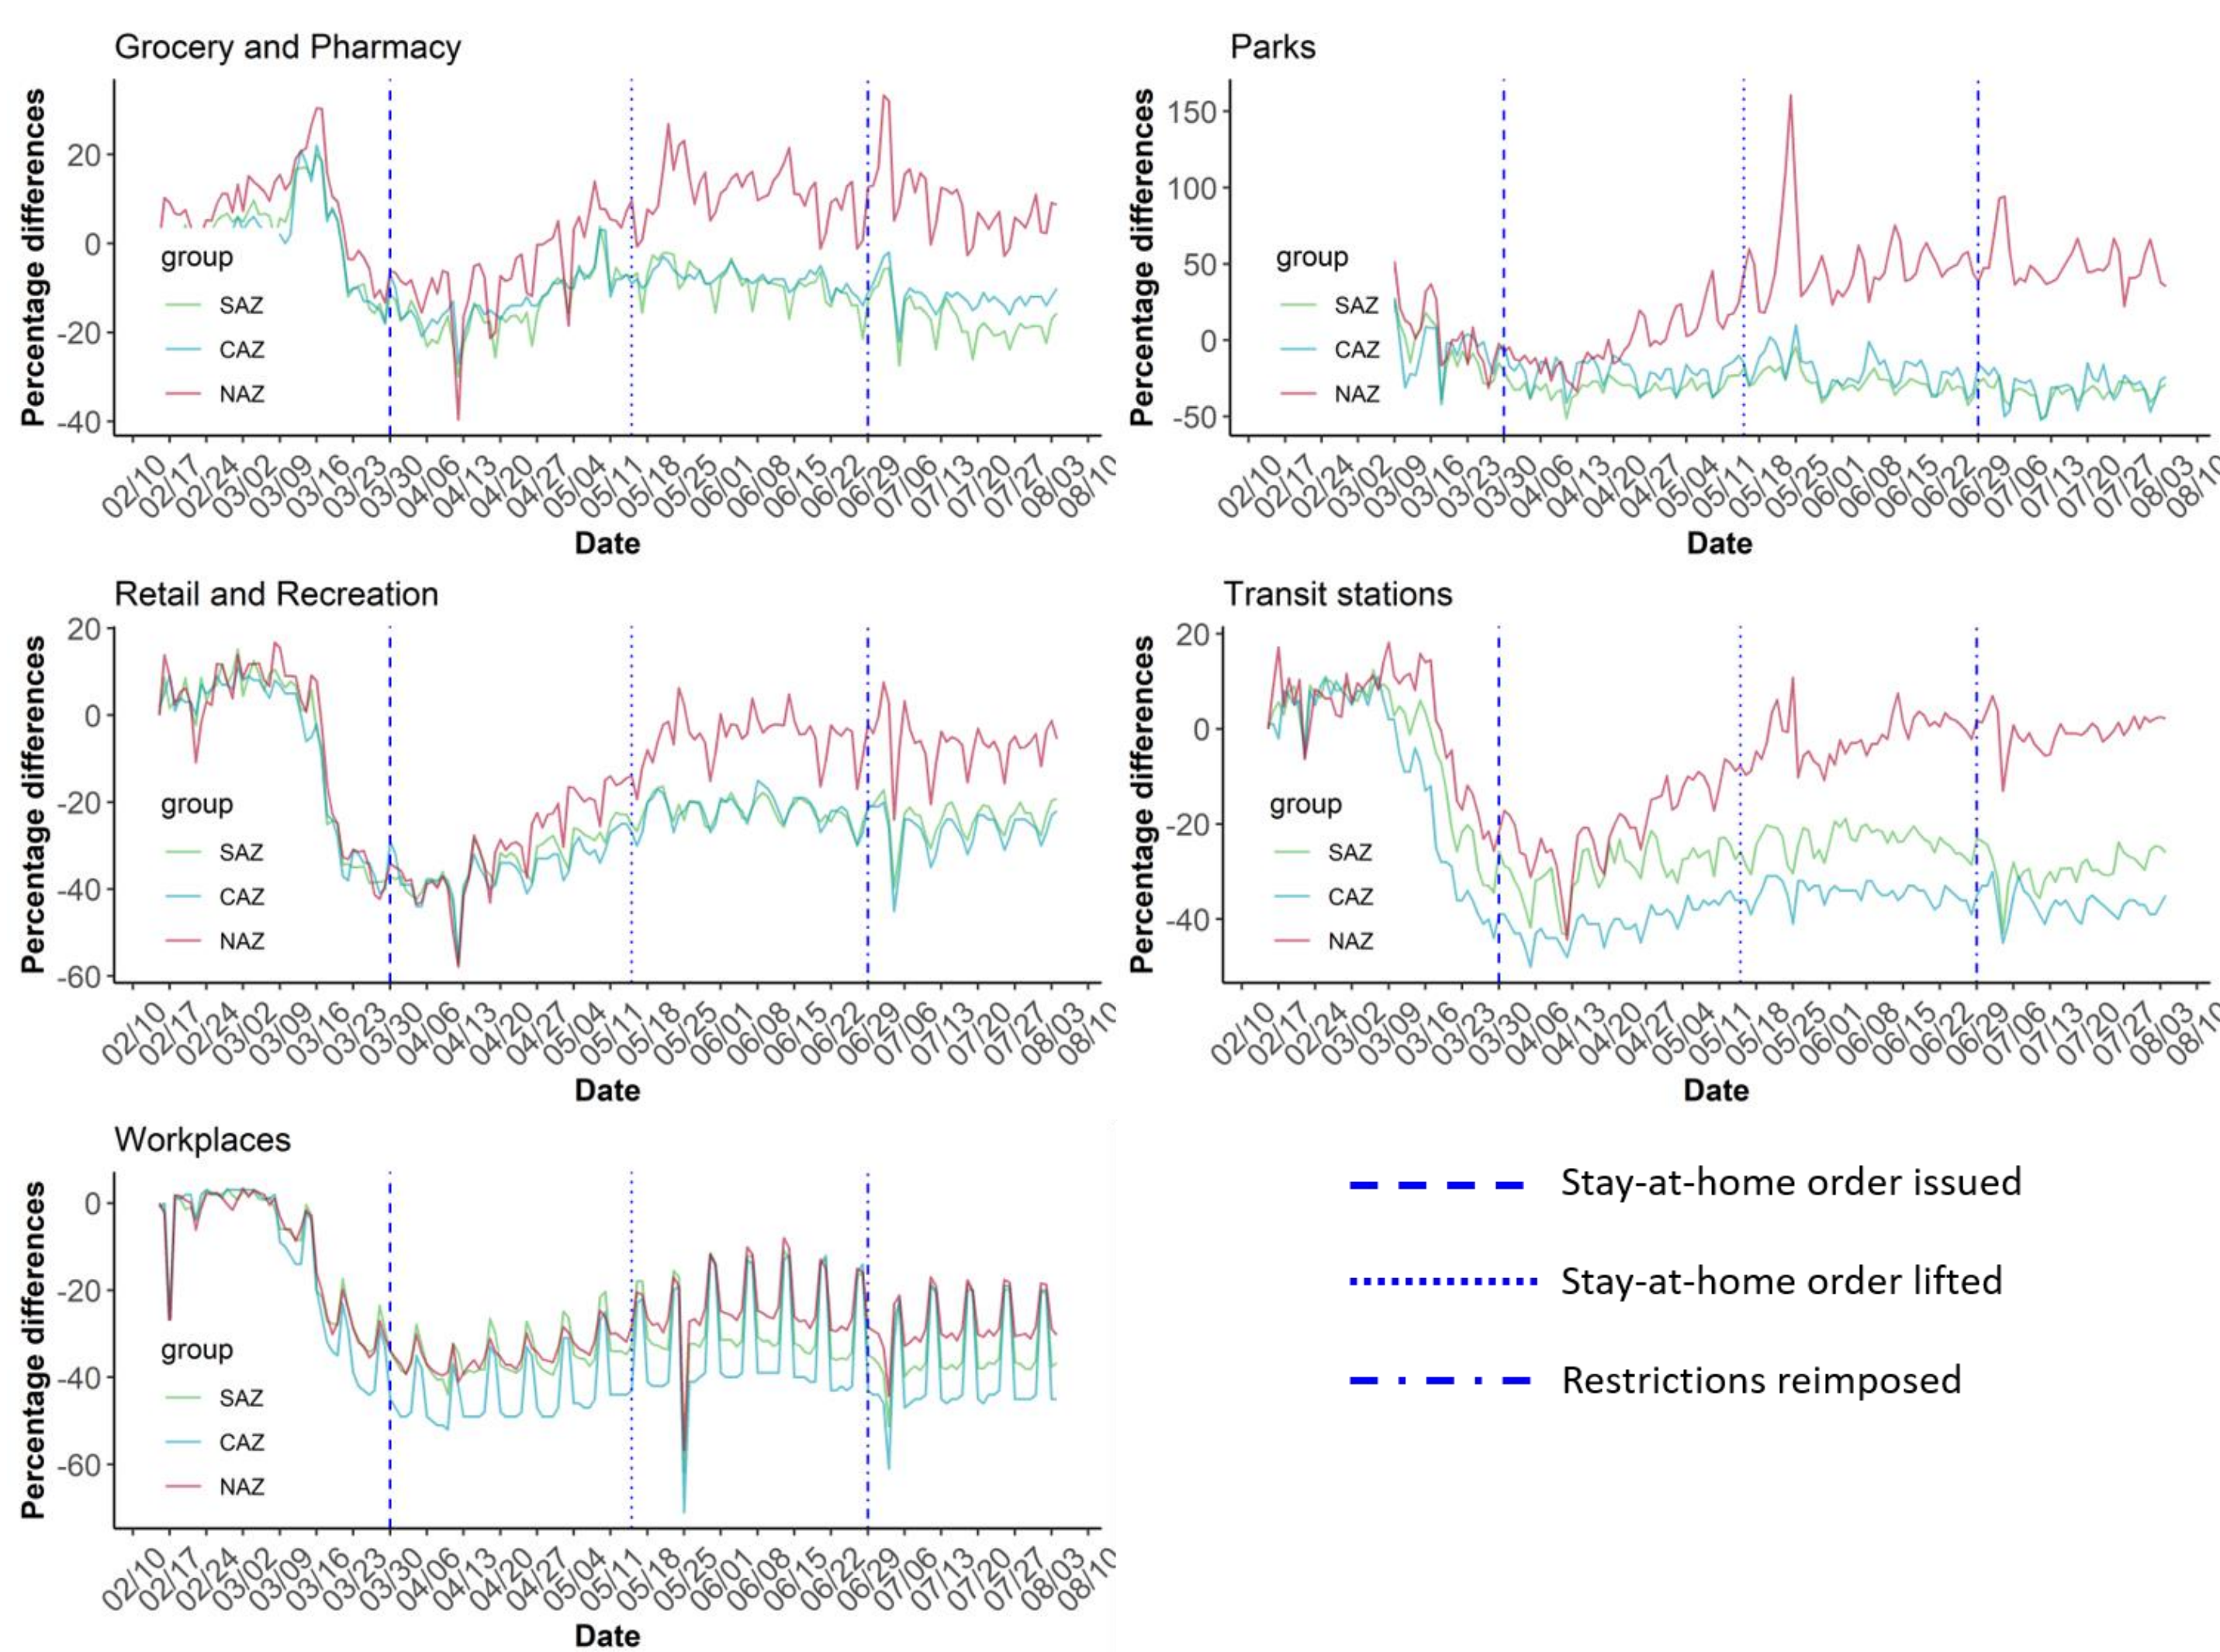 Grocery and Pharmacy
Percentage differences
20
0
-20
-40
group
SAZ
CAZ
NAZ
02/10 02/17 02/24 03/02 03/09 03/16 03/23 03/30 04/06 04/13 04/20 04/27 05/04 05/11 05/18 05/25 06/01 06/08 06/15 06/22 06/29 07/06 07/13 07/20 07/27 08/03 08/10
Date
Parks
Percentage differences
150
100
50
0
-50
group
SAZ
CAZ
NAZ
02/10 02/17 02/24 03/02 03/09 03/16 03/23 03/30 04/06 04/13 04/20 04/27 05/04 05/11 05/18 05/25 06/01 06/08 06/15 06/22 06/29 07/06 07/13 07/20 07/27 08/03 08/10
Date
Retail and Recreation
Percentage differences
20
0
-20
-40
-60
group
SAZ
CAZ
NAZ
02/10 02/17 02/24 03/02 03/09 03/16 03/23 03/30 04/06 04/13 04/20 04/27 05/04 05/11 05/18 05/25 06/01 06/08 06/15 06/22 06/29 07/06 07/13 07/20 07/27 08/03 08/10
Date
Transit stations
Percentage differences
20
0
-20
-40
group
SAZ
CAZ
NAZ
02/10 02/17 02/24 03/02 03/09 03/16 03/23 03/30 04/06 04/13 04/20 04/27 05/04 05/11 05/18 05/25 06/01 06/08 06/15 06/22 06/29 07/06 07/13 07/20 07/27 08/03 08/10
Date
Workplaces
Percentage differences
0
-20
-40
-60
group
SAZ
CAZ
NAZ
02/10 02/17 02/24 03/02 03/09 03/16 03/23 03/30 04/06 04/13 04/20 04/27 05/04 05/11 05/18 05/25 06/01 06/08 06/15 06/22 06/29 07/06 07/13 07/20 07/27 08/03 08/10
Date
Stay-at-home order issued
Stay-at-home order lifted
Restrictions reimposed